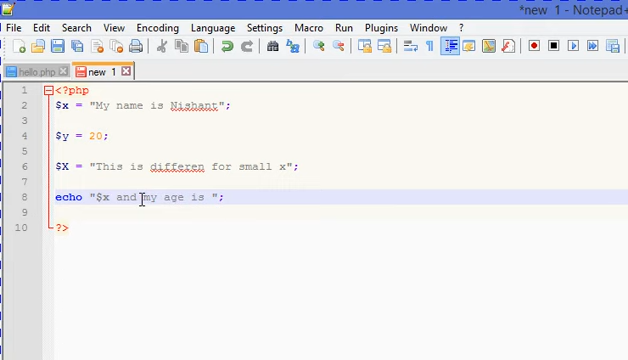 *new 1 - Notepad+
File Edit Search View Encoding Language Settings Macro Run Plugins Window ?
hello.php new 1
1 <?php
2 $x = "My name is Nishant";
3
4 $y = 20;
5
6 $X = "This is differen for small x";
7
8 echo "$x and my age is ";
9
10 ?>